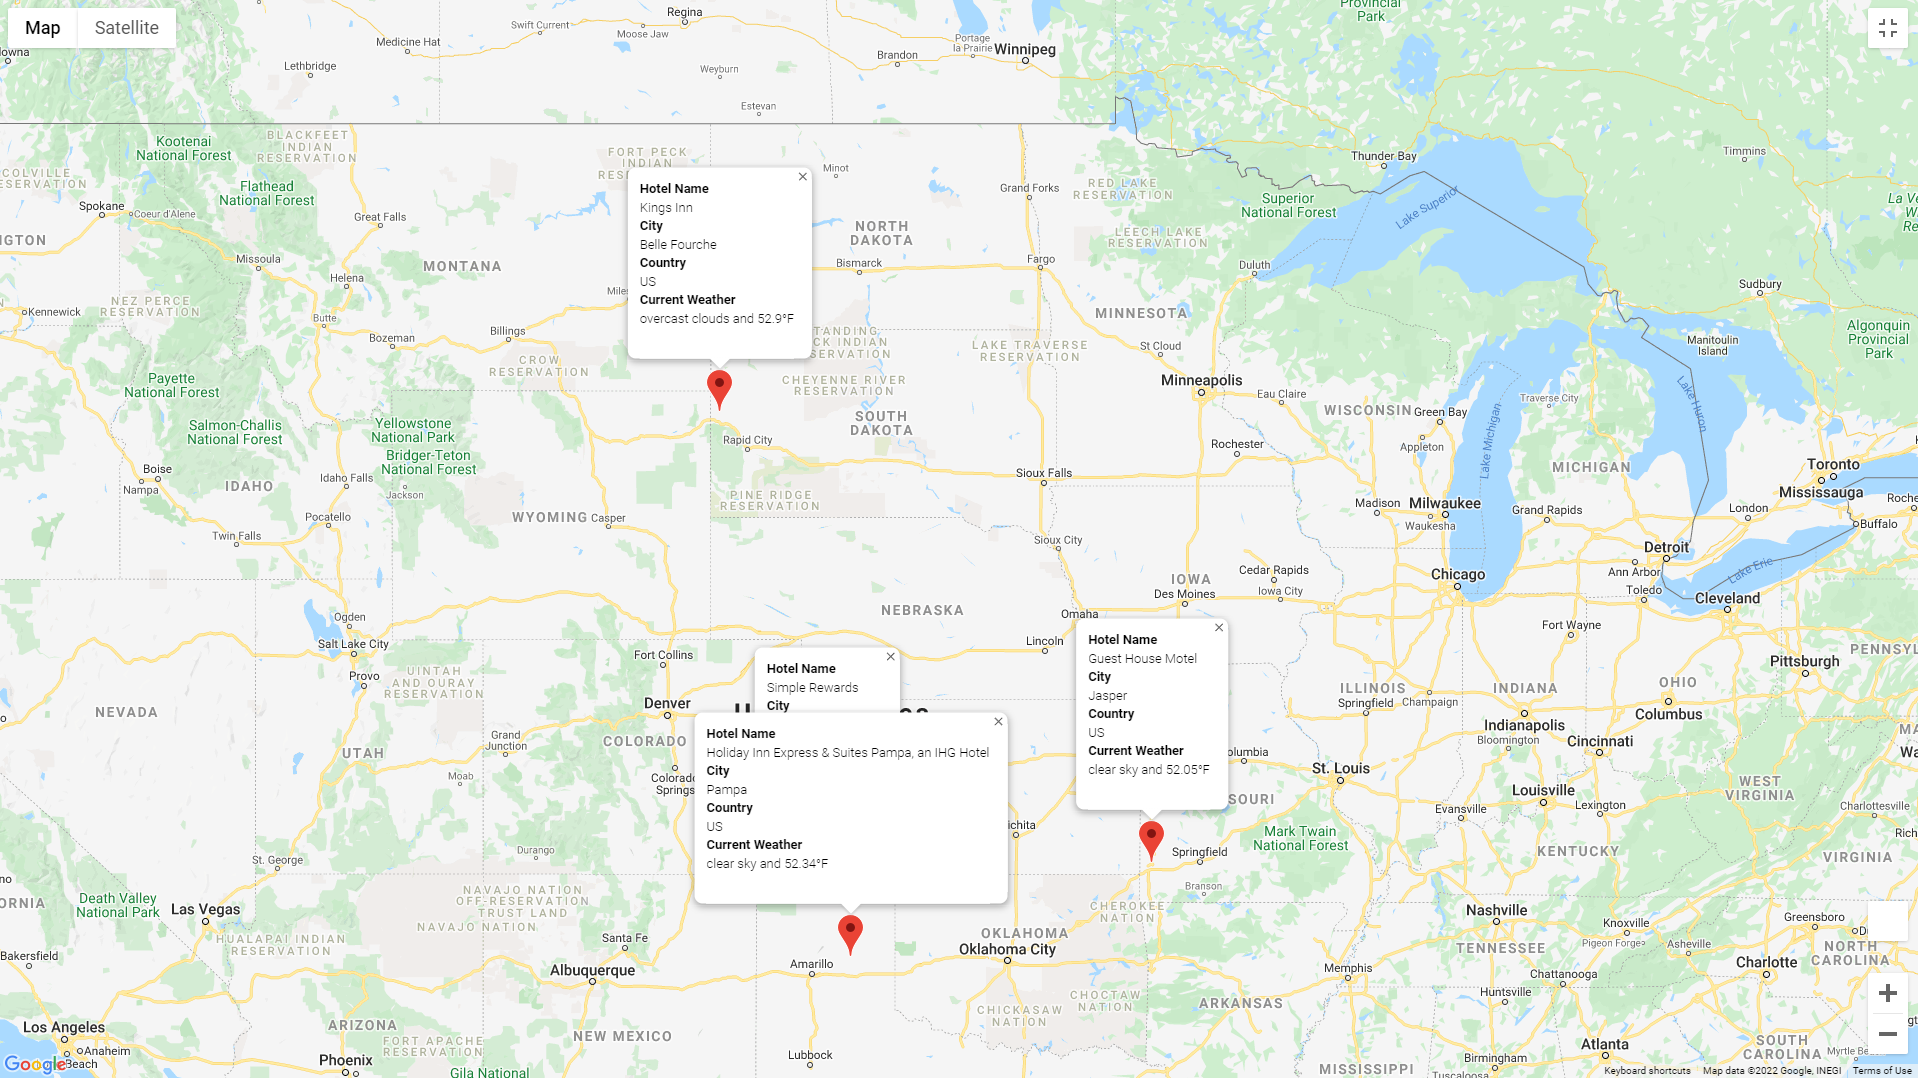 Map
Satellite
Regina
Swift Current
Moose Jaw
Medicine Hat
Brandon
Portage
la Prairie
Winnipeg
Provincial
Park
Lethbridge
Weyburn
Estevan
Kootenai
National Forest
BLACKFEET
INDIAN
RESERVATION
FORT PECK
INDIAN
Minot
Thunder Bay
Timmins
COLVILLE
RESERVATION
Flathead
National Forest
Grand Forks
RED LAKE
RESERVATION
Superior
National Forest
Lake Superior
Spokane
Coeur d'Alene
Great Falls
NORTH
DAKOTA
LEECH LAKE
RESERVATION
Missoula
MONTANA
Bismarck
Fargo
Duluth
Helena
Sudbury
NEZ PERCE
RESERVATION
Kennewick
Butte
Bozeman
Billings
MINNESOTA
Algonquin
Provincial
Park
CROW
RESERVATION
LAKE TRAVERSE
RESERVATION
St Cloud
Manitoulin
Island
Hotel Name
Kings Inn
City
Belle Fourche
Country
US
Current Weather
overcast clouds and 52.9°F
Payette
National Forest
CHEYENNE RIVER
RESERVATION
Minneapolis
Eau Claire
WISCONSIN
Green Bay
Traverse City
Lake Huron
Salmon-Challis
National Forest
Yellowstone
National Park
Bridger-Teton
National Forest
Rapid City
SOUTH
DAKOTA
Rochester
Appleton
Lake Michigan
MICHIGAN
Toronto
Mississauga
Boise
Nampa
IDAHO
Idaho Falls
Jackson
Sioux Falls
Madison
Milwaukee
Waukesha
Grand Rapids
London
Buffalo
Pocatello
Twin Falls
WYOMING
Casper
PINE RIDGE
RESERVATION
Sioux City
Detroit
Ann Arbor
Lake Erie
Cedar Rapids
Iowa City
IOWA
Des Moines
Chicago
Toledo
Cleveland
Ogden
Salt Lake City
Provo
NEBRASKA
Omaha
Lincoln
Fort Wayne
Fort Collins
UINTAH
AND OURAY
RESERVATION
Pittsburgh
Hotel Name
Simple Rewards
City
Hotel Name
Guest House Motel
City
Jasper
Country
US
Current Weather
clear sky and 52.05°F
ILLINOIS
Springfield
Champaign
INDIANA
OHIO
Columbus
Indianapolis
Bloomington
Cincinnati
NEVADA
Denver
COLORADO
Grand
Junction
UTAH
Moab
Colorado
Springs
Hotel Name
Holiday Inn Express & Suites Pampa, an IHG Hotel
City
Pampa
Country
US
Current Weather
clear sky and 52.34°F
St. Louis
Louisville
Evansville
Lexington
WEST
VIRGINIA
Charlottesville
Mark Twain
National Forest
Springfield
Branson
KENTUCKY
VIRGINIA
St. George
Durango
Death Valley
National Park
Las Vegas
NAVAJO NATION
OFF-RESERVATION
TRUST LAND
NAVAJO NATION
HUALAPAI INDIAN
RESERVATION
CHEROKEE
NATION
Nashville
Knoxville
Pigeon Forge
Greensboro
Asheville
TENNESSEE
NORTH
CAROLINA
Bakersfield
Santa Fe
Albuquerque
Amarillo
OKLAHOMA
Oklahoma City
Memphis
Chattanooga
Charlotte
Huntsville
CHICKASAW
NATION
CHOCTAW
NATION
ARKANSAS
Los Angeles
Anaheim
ARIZONA
FORT APACHE
RESERVATION
NEW MEXICO
Phoenix
Gila National
Lubbock
MISSISSIPPI
Birmingham
Tuscaloosa
Atlanta
SOUTH
CAROLINA
Myrtle Beach
Google
Keyboard shortcuts
Map data ©2022 Google, INEGI
Terms of Use